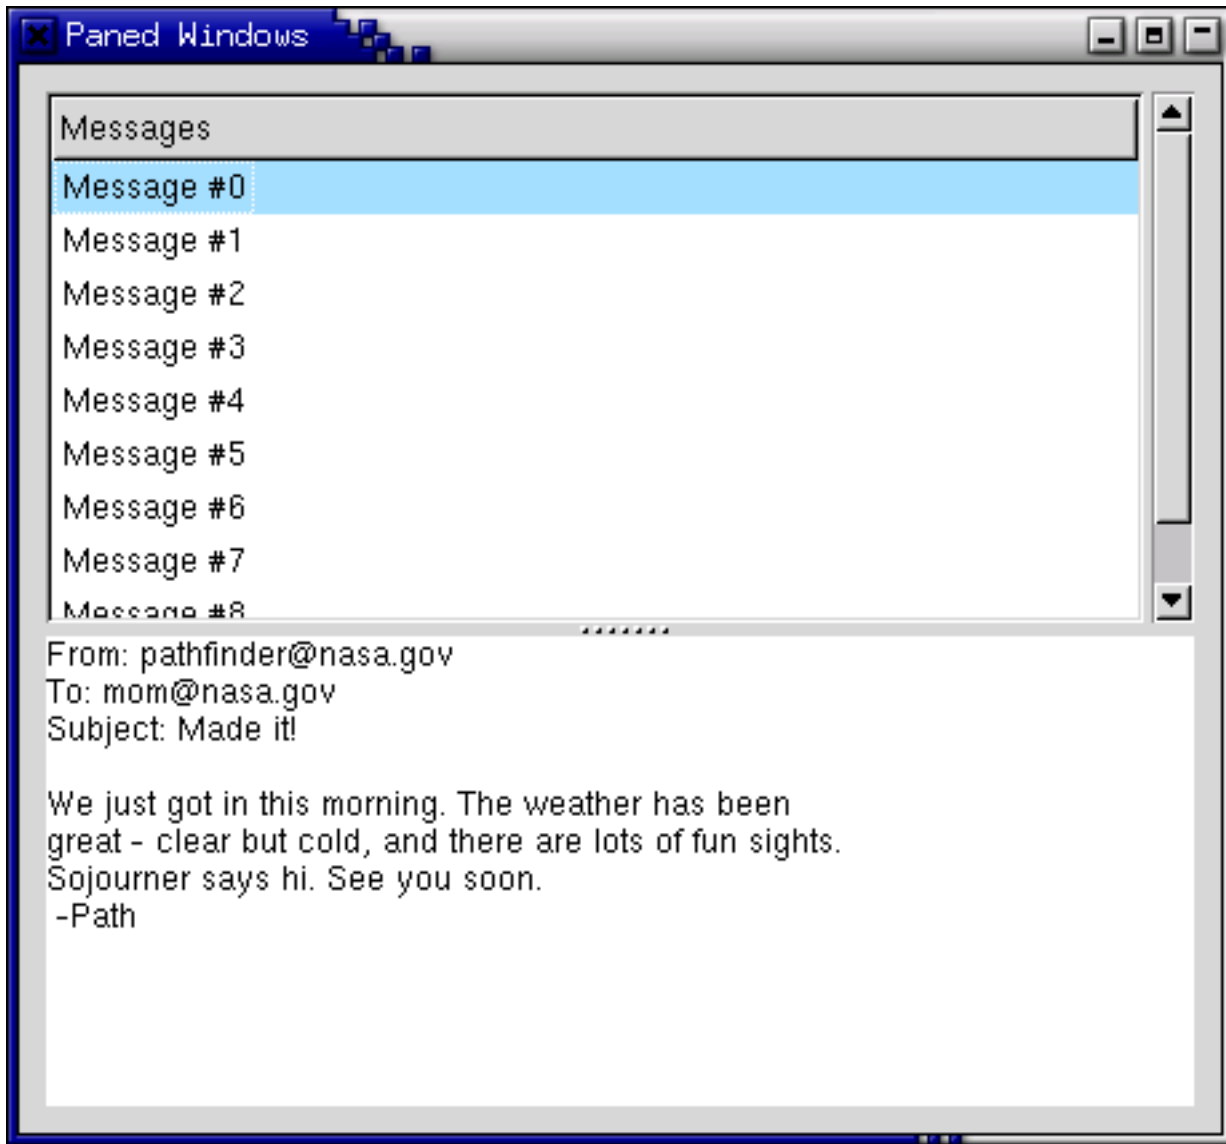 Paned Windows
Messages
Message #0
Message #1
Message #2
Message #3
Message #4
Message #5
Message #6
Message #7
Message #8
From: pathfinder@nasa.gov
To: mom@nasa.gov
Subject: Made it!
We just got in this morning. The weather has been
great - clear but cold, and there are lots of fun sights.
Sojourner says hi. See you soon.
-Path